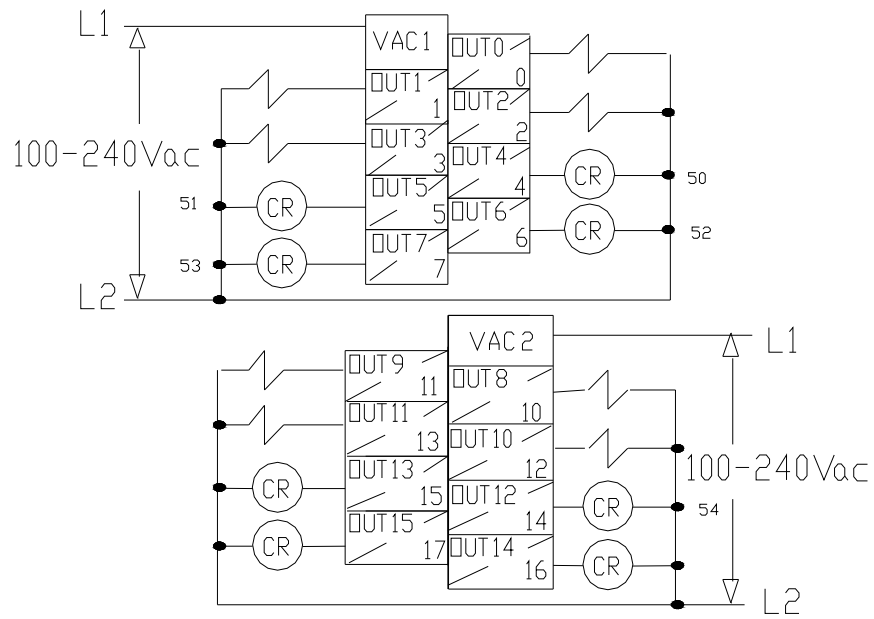 L1
VAC1
OUT0
0
OUT1
1
OUT2
2
100-240Vac
OUT3
3
OUT4
4
CR
50
51
CR
OUT5
5
OUT6
6
CR
52
53
CR
OUT7
7
L2
VAC2
L1
OUT9
11
OUT8
10
OUT11
13
OUT10
12
100-240Vac
CR
OUT13
15
OUT12
14
CR
54
CR
OUT15
17
OUT14
16
CR
L2